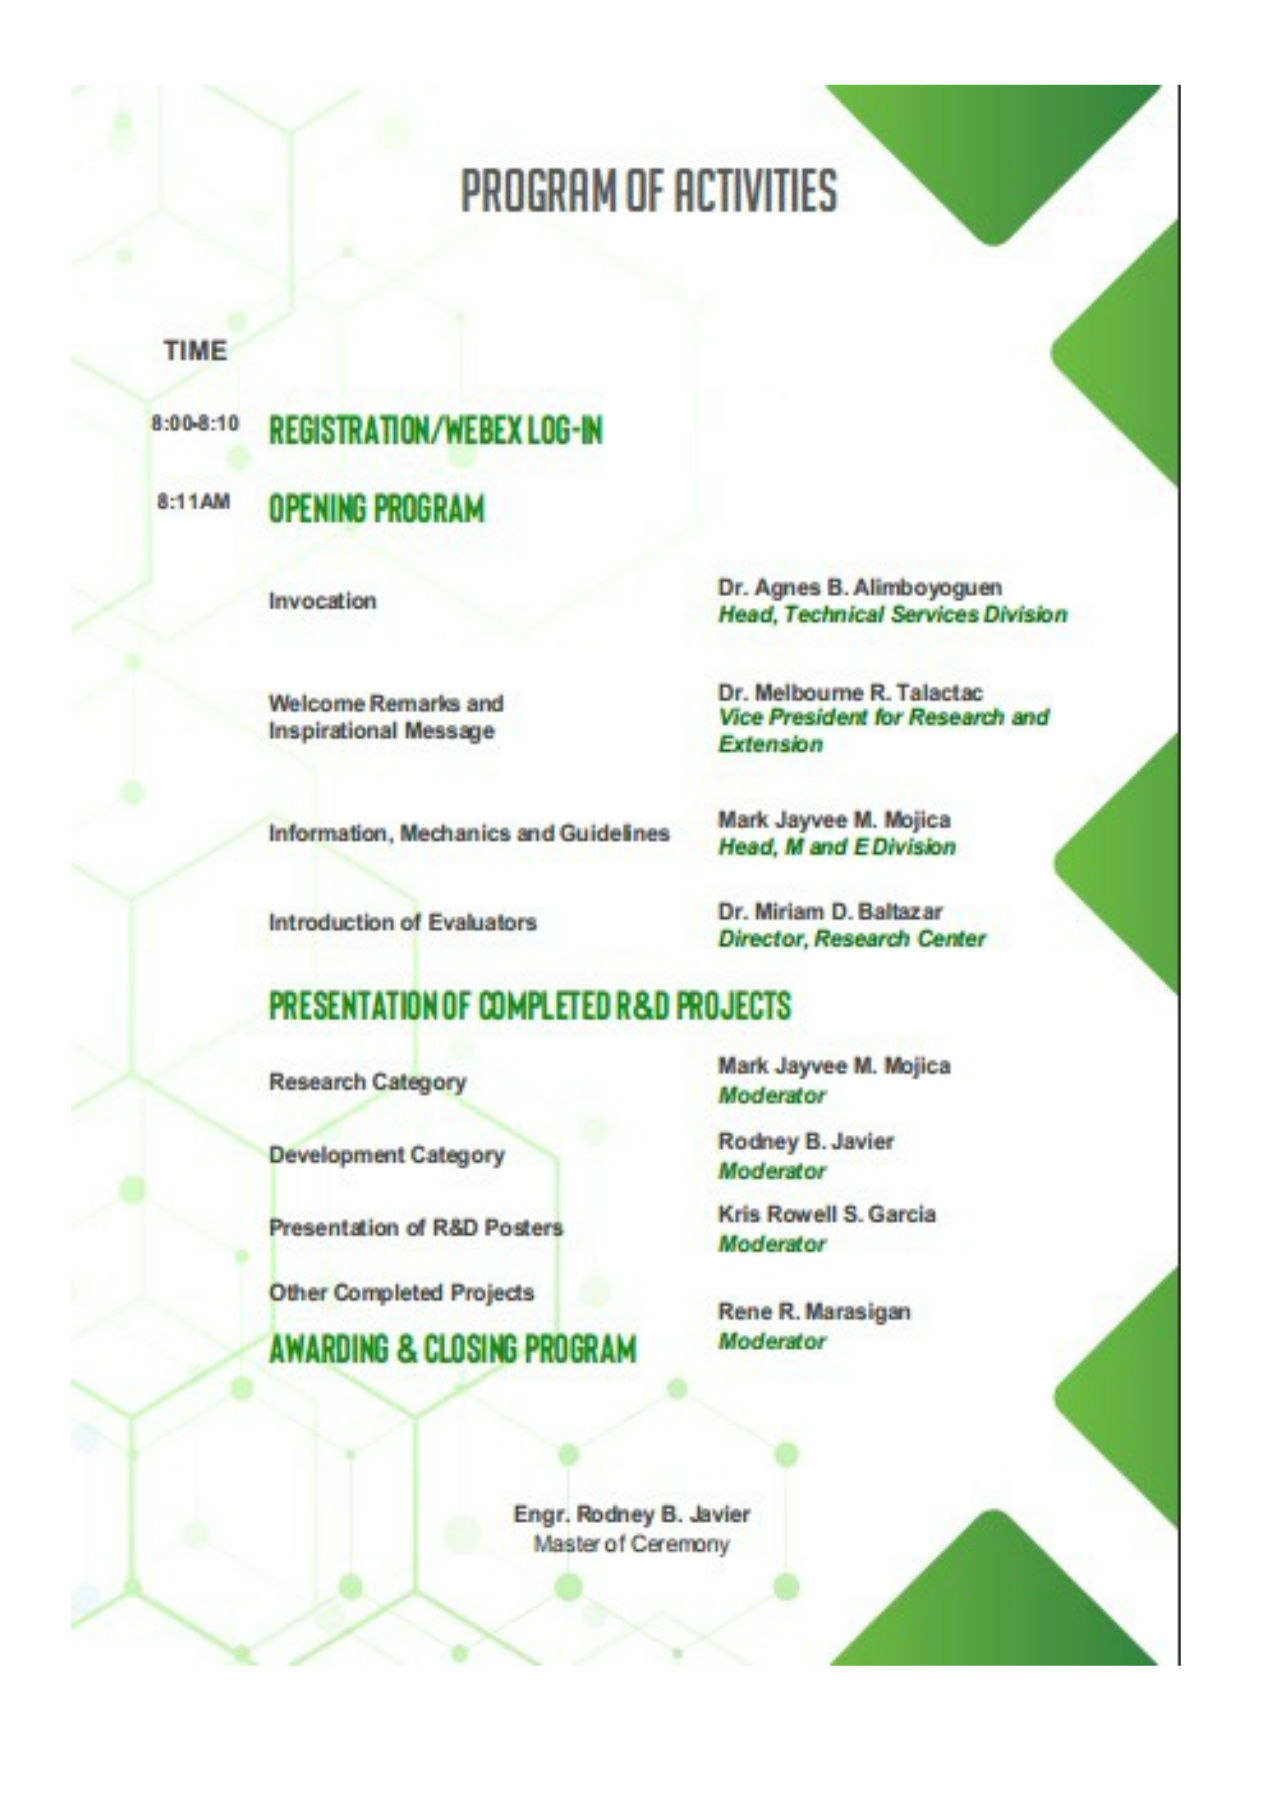 PROGRAM OF ACTIVITIES
TIME
8:00-8:10 REGISTRATION/WEBEX LOG-IN
8:11AM OPENING PROGRAM
Invocation
Dr. Agnes B. Alimboyoguen
Head, Technical Services Division
Welcome Remarks and
Inspirational Message
Dr. Melbourne R. Talactac
Vice President for Research and
Extension
Information, Mechanics and Guidelines
Mark Jayvee M. Mojica
Head, M and E Division
Introduction of Evaluators
Dr. Miriam D. Baltazar
Director, Research Center
PRESENTATION OF COMPLETED R&D PROJECTS
Research Category
Mark Jayvee M. Mojica
Moderator
Development Category
Rodney B. Javier
Moderator
Presentation of R&D Posters
Kris Rowell S. Garcia
Moderator
Other Completed Projects
Rene R. Marasigan
Moderator
AWARDING & CLOSING PROGRAM
Engr. Rodney B. Javier
Master of Ceremony